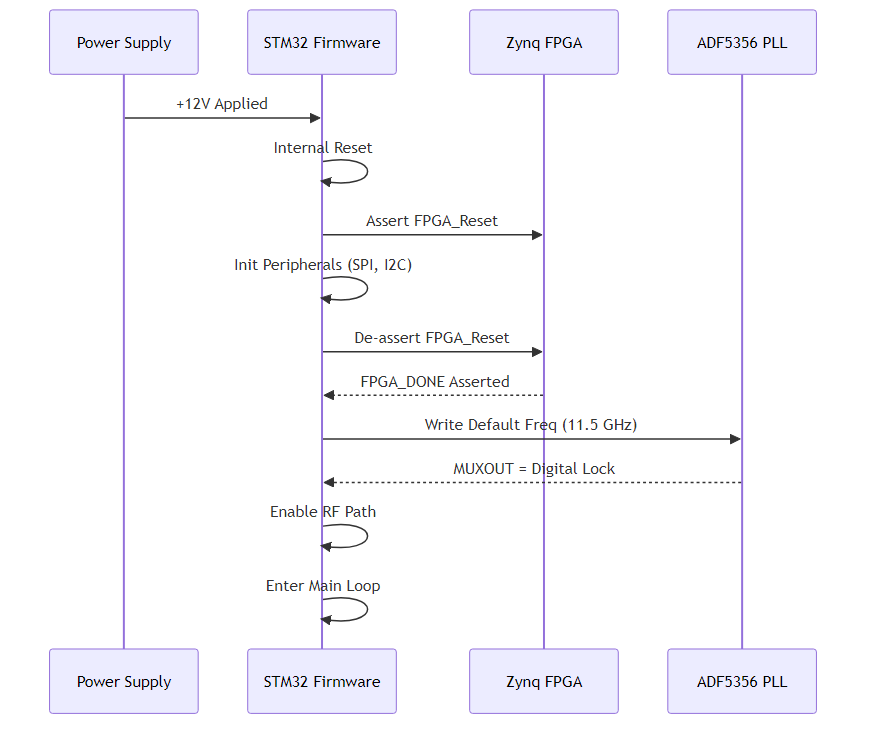 Power Supply
STM32 Firmware
Zynq FPGA
ADF5356 PLL
+12V Applied
Internal Reset
Assert FPGA_Reset
Init Peripherals (SPI, I2C)
De-assert FPGA_Reset
FPGA_DONE Asserted
Write Default Freq (11.5 GHz)
MUXOUT = Digital Lock
Enable RF Path
Enter Main Loop
Power Supply
STM32 Firmware
Zynq FPGA
ADF5356 PLL